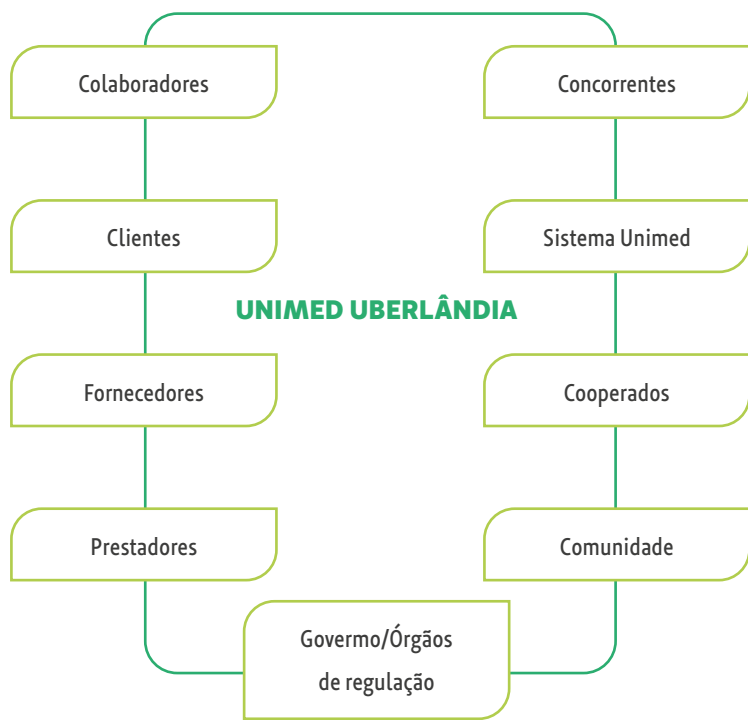 Colaboradores
Concorrentes
Clientes
Sistema Unimed
UNIMED UBERLÂNDIA
Fornecedores
Cooperados
Prestadores
Comunidade
Govermo/Órgãos
de regulação